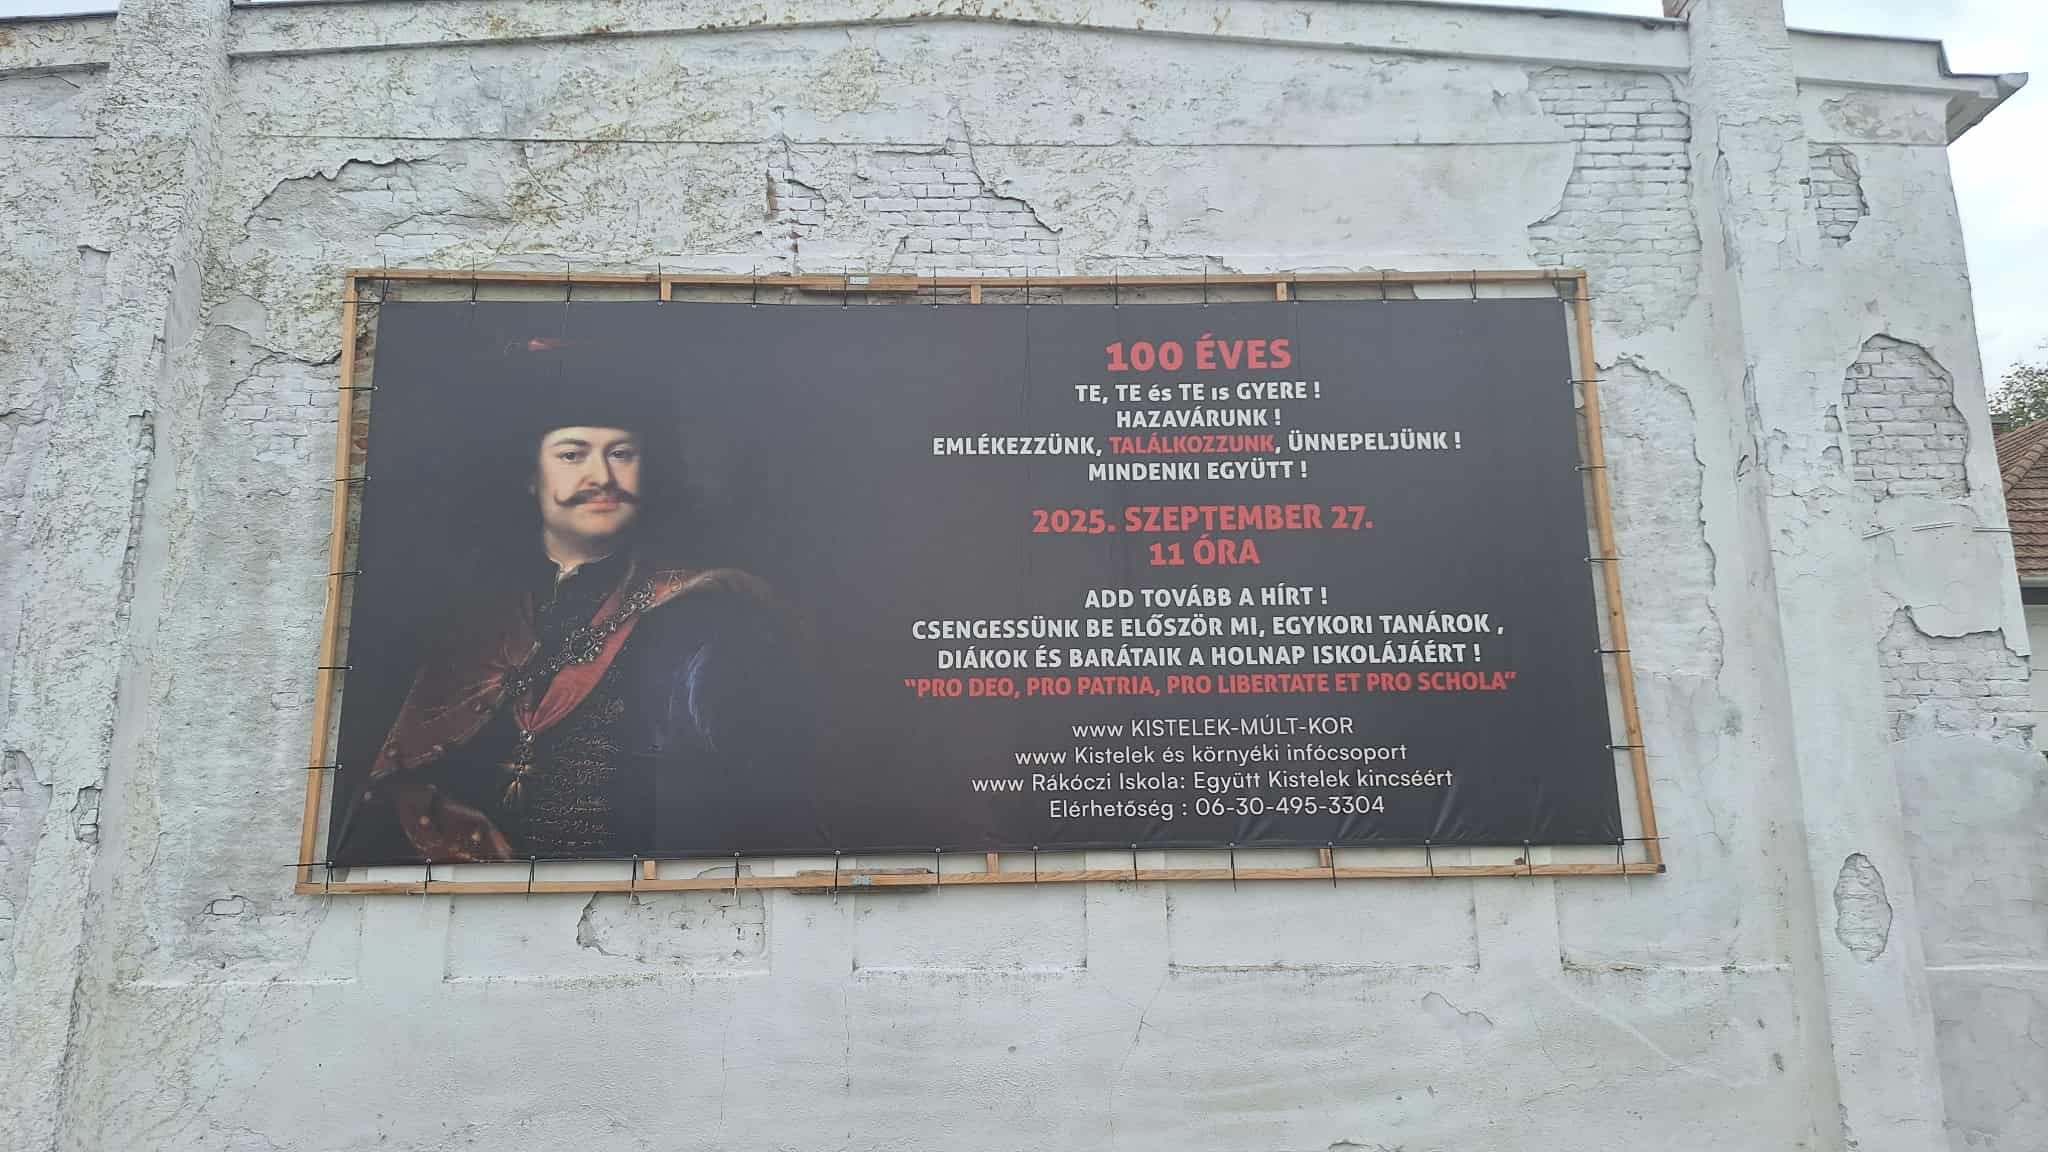 100 ÉVES
TE, TE és TE ıs GYERE !
HAZAVÁRUNK !
EMLÉKEZZÜNK, TALÁLKOZZUNK, ÜNNEPELJÜNK !
MINDENKI EGYÜTT !
2025. SZEPTEMBER 27.
11 ÓRA
ADD TOVÁBB A HÍRT !
CSENGESSÜNK BE ELŐSZÖR MI, EGYKORI TANÁROK ,
DIÁKOK ÉS BARÁTAIK A HOLNAP ISKOLÁJÁÉRT !
"PRO DEO, PRO PATRIA, PRO LIBERTATE ET PRO SCHOLA"
www KISTELEK-MÚLT-KOR
www Kistelek és környéki infócsoport
www Rákóczi Iskola: Együtt Kistelek kincséért
Elérhetőség : 06-30-495-3304